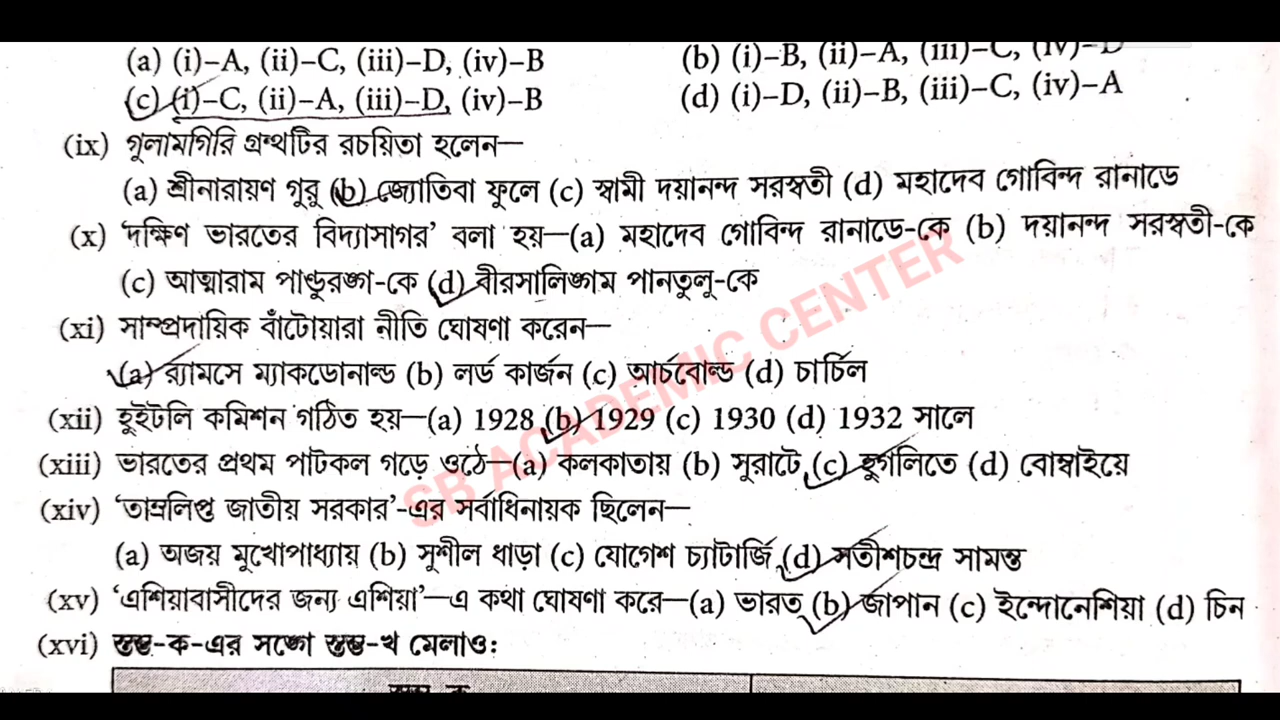 (a) (i)–A, (ii)–C, (iii)–D, (iv)–B (b) (i)–B, (ii)–A, (iii)–C, (iv)–D
(c) (i)–C, (ii)–A, (iii)–D, (iv)–B (d) (i)–D, (ii)–B, (iii)–C, (iv)–A
(ix) গুলামগিরি গ্রন্থটির রচয়িতা হলেন—
(a) শ্রীনারায়ণ গুরু (b) জ্যোতিবা ফুলে (c) স্বামী দয়ানন্দ সরস্বতী (d) মহাদেব গোবিন্দ রানাডে
(x) ‘দক্ষিণ ভারতের বিদ্যাসাগর’ বলা হয়—(a) মহাদেব গোবিন্দ রানাডে-কে (b) দয়ানন্দ সরস্বতী-কে
(c) আত্মারাম পাণ্ডুরঙ্গ-কে (d) বীরসালিঙ্গাম পানতুলু-কে
(xi) সাম্প্রদায়িক বাঁটোয়ারা নীতি ঘোষণা করেন—
(a) র‍্যামসে ম্যাকডোনাল্ড (b) লর্ড কার্জন (c) আর্চবোল্ড (d) চার্চিল
(xii) হুইটলি কমিশন গঠিত হয়—(a) 1928 (b) 1929 (c) 1930 (d) 1932 সালে
(xiii) ভারতের প্রথম পাটকল গড়ে ওঠে—(a) কলকাতায় (b) সুরাটে (c) হুগলিতে (d) বোম্বাইয়ে
(xiv) ‘তাম্রলিপ্ত জাতীয় সরকার’-এর সর্বাধিনায়ক ছিলেন—
(a) অজয় মুখোপাধ্যায় (b) সুশীল ধাড়া (c) যোগেশ চ্যাটার্জি (d) সতীশচন্দ্র সামন্ত
(xv) ‘এশিয়াবাসীদের জন্য এশিয়া’—এ কথা ঘোষণা করে—(a) ভারত (b) জাপান (c) ইন্দোনেশিয়া (d) চিন
(xvi) স্তম্ভ-ক-এর সঙ্গে স্তম্ভ-খ মেলাও:
SB ACADEMIC CENTER